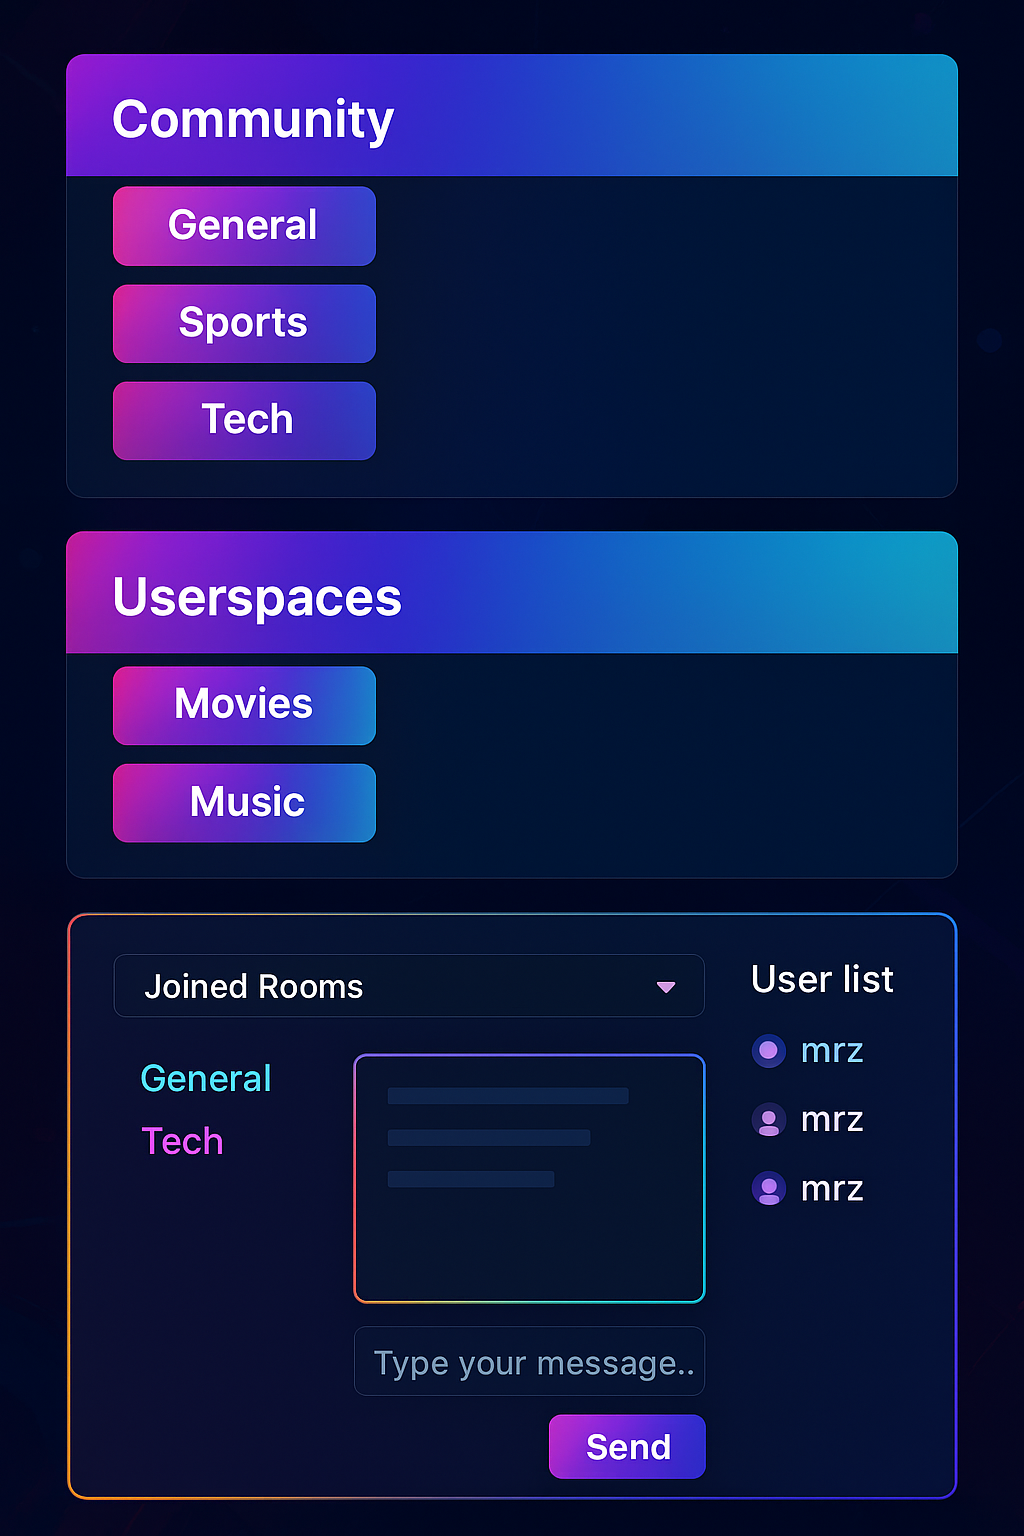 Community
General
Sports
Tech
Userspaces
Movies
Music
Joined Rooms
General
Tech
Type your message..
Send
User list
mrz
mrz
mrz